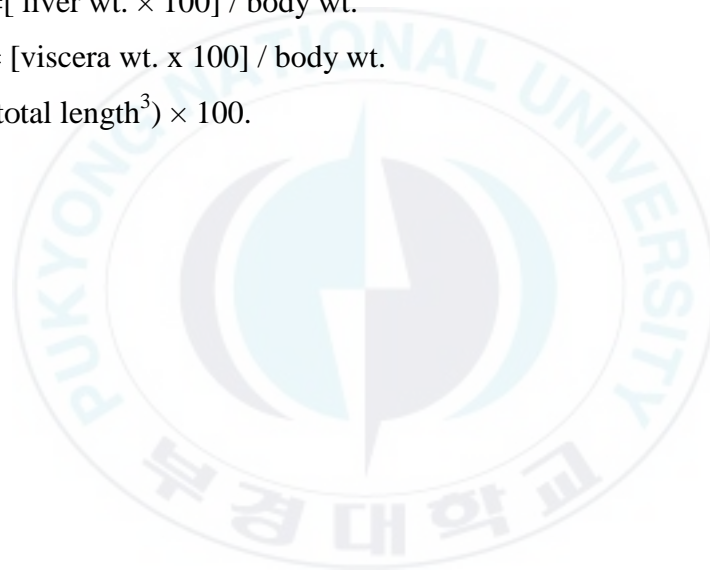 [ liver wt. × 100] / body wt.
[viscera wt. x 100] / body wt.
total length³) × 100.
PUKYONG NATIONAL UNIVERSITY
부경대학교